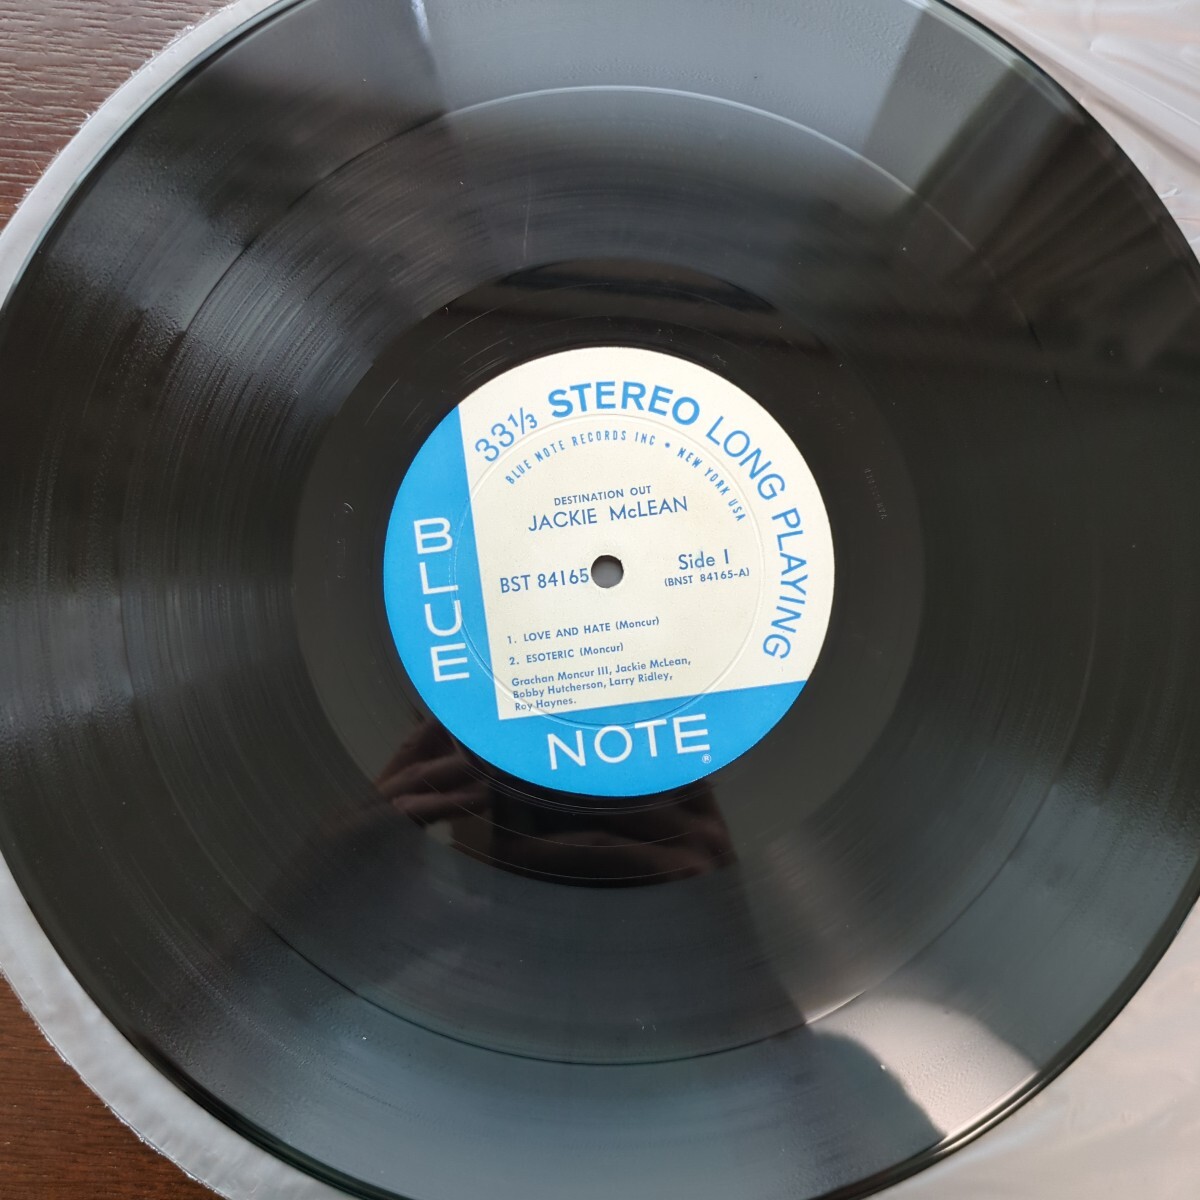 33⅓ STEREO LONG PLAYING
BLUE NOTE RECORDS INC • NEW YORK USA
DESTINATION OUT
JACKIE McLEAN
BST 84165
Side 1
(BNST 84165-A)
1. LOVE AND HATE (Moncur)
2. ESOTERIC (Moncur)
Grachan Moncur III, Jackie McLean,
Bobby Hutcherson, Larry Ridley,
Roy Haynes.
BLUE
NOTE
®